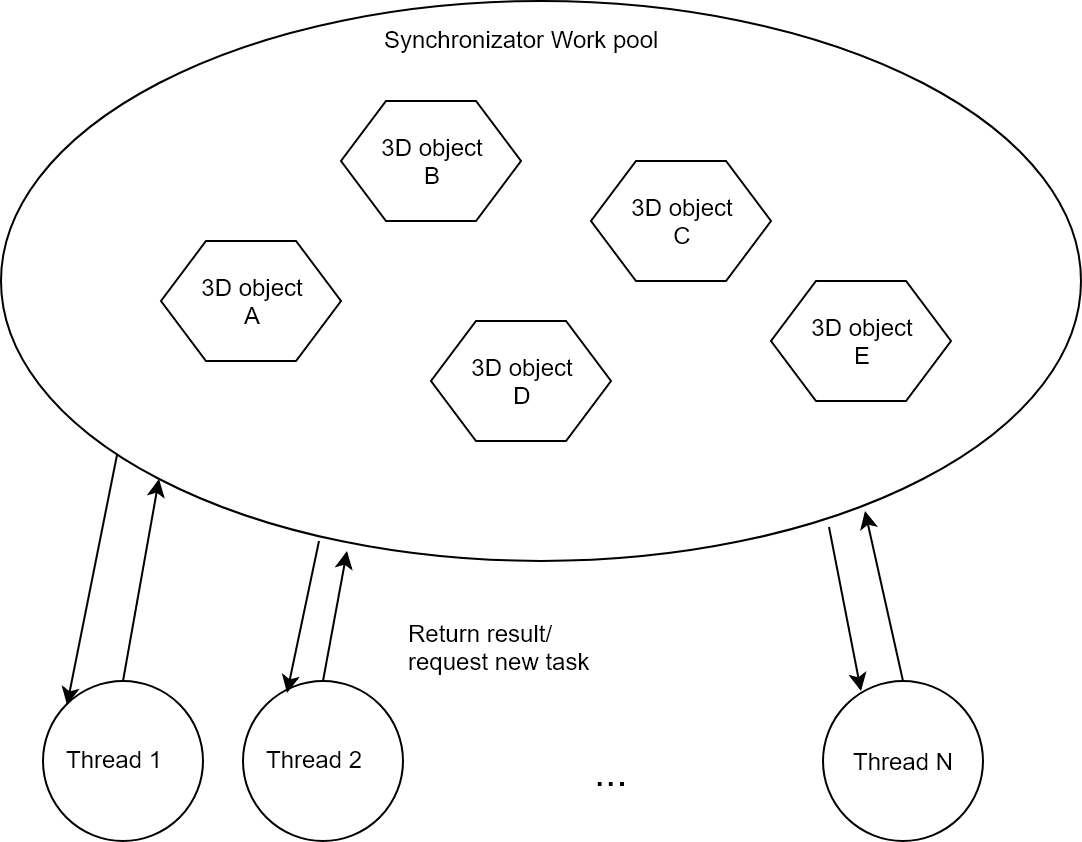 Synchronizator Work pool
3D object
B
3D object
C
3D object
A
3D object
E
3D object
D
Return result/
request new task
Thread 1
Thread 2
...
Thread N